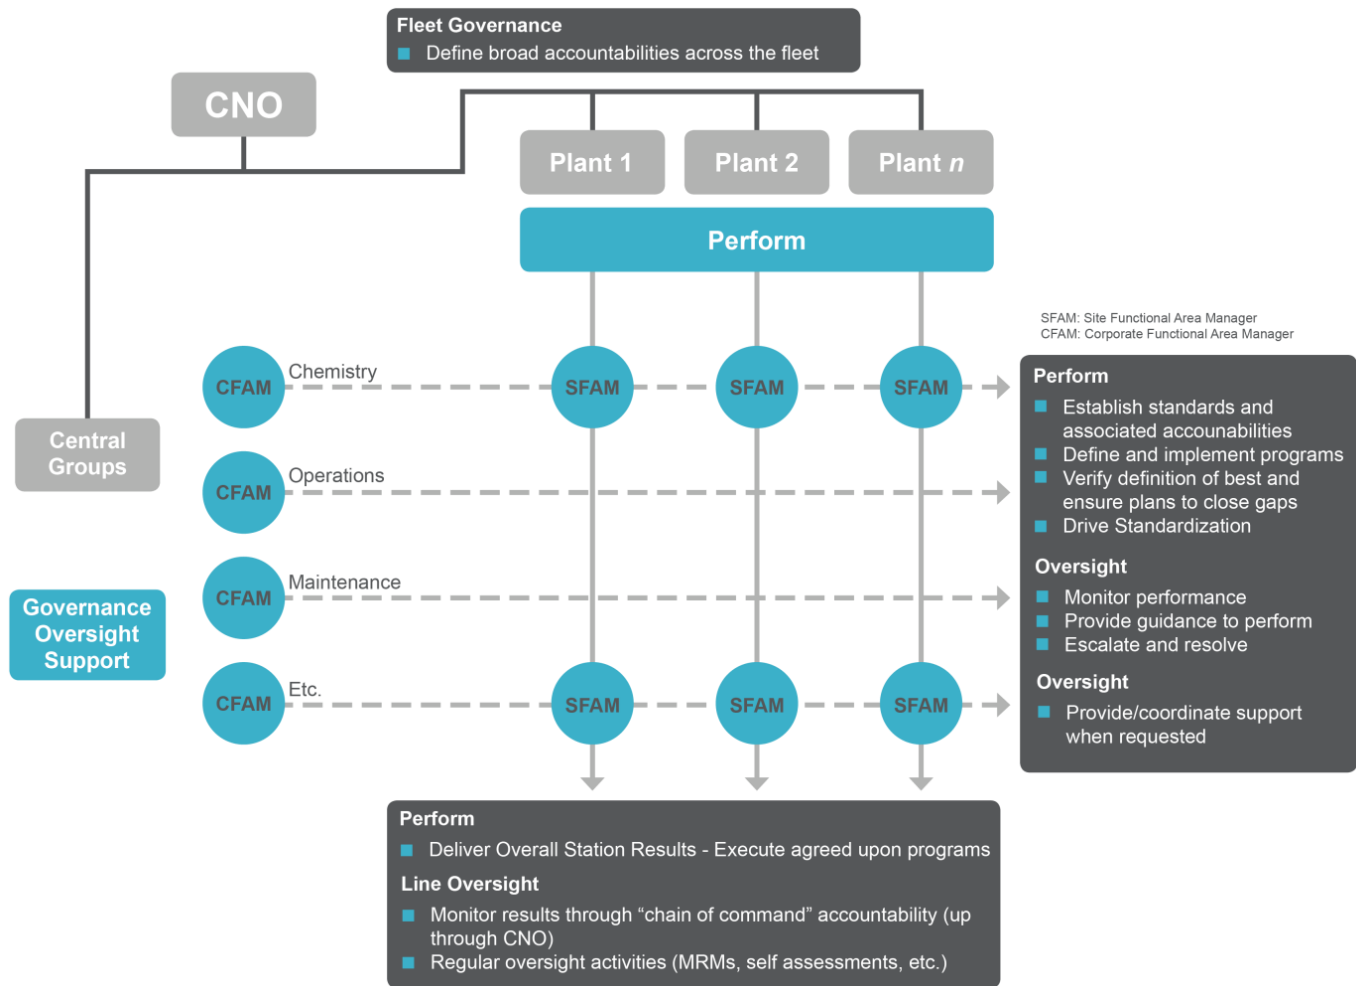 Fleet Governance
Define broad accountabilities across the fleet
CNO
Plant 1
Plant 2
Plant n
Perform
SFAM: Site Functional Area Manager
CFAM: Corporate Functional Area Manager
CFAM
Chemistry
SFAM
SFAM
SFAM
Central
Groups
CFAM
Operations
CFAM
Maintenance
Governance
Oversight
Support
CFAM
Etc.
SFAM
SFAM
SFAM
Perform
Establish standards and
associated accounabilities
Define and implement programs
Verify definition of best and
ensure plans to close gaps
Drive Standardization
Oversight
Monitor performance
Provide guidance to perform
Escalate and resolve
Oversight
Provide/coordinate support
when requested
Perform
Deliver Overall Station Results - Execute agreed upon programs
Line Oversight
Monitor results through “chain of command” accountability (up
through CNO)
Regular oversight activities (MRMs, self assessments, etc.)